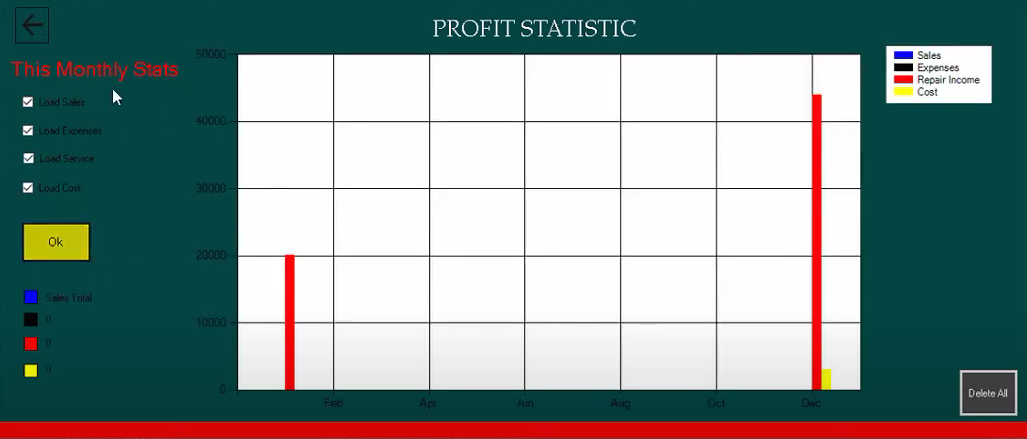 PROFIT STATISTIC
This Monthly Stats
Load Sales
Load Expenses
Load Service
Load Cost
Ok
Sales Total
0
0
50000
40000
30000
20000
10000
0
Feb Apr Jun Aug Oct Dec
Sales
Expenses
Repair Income
Cost
Delete All